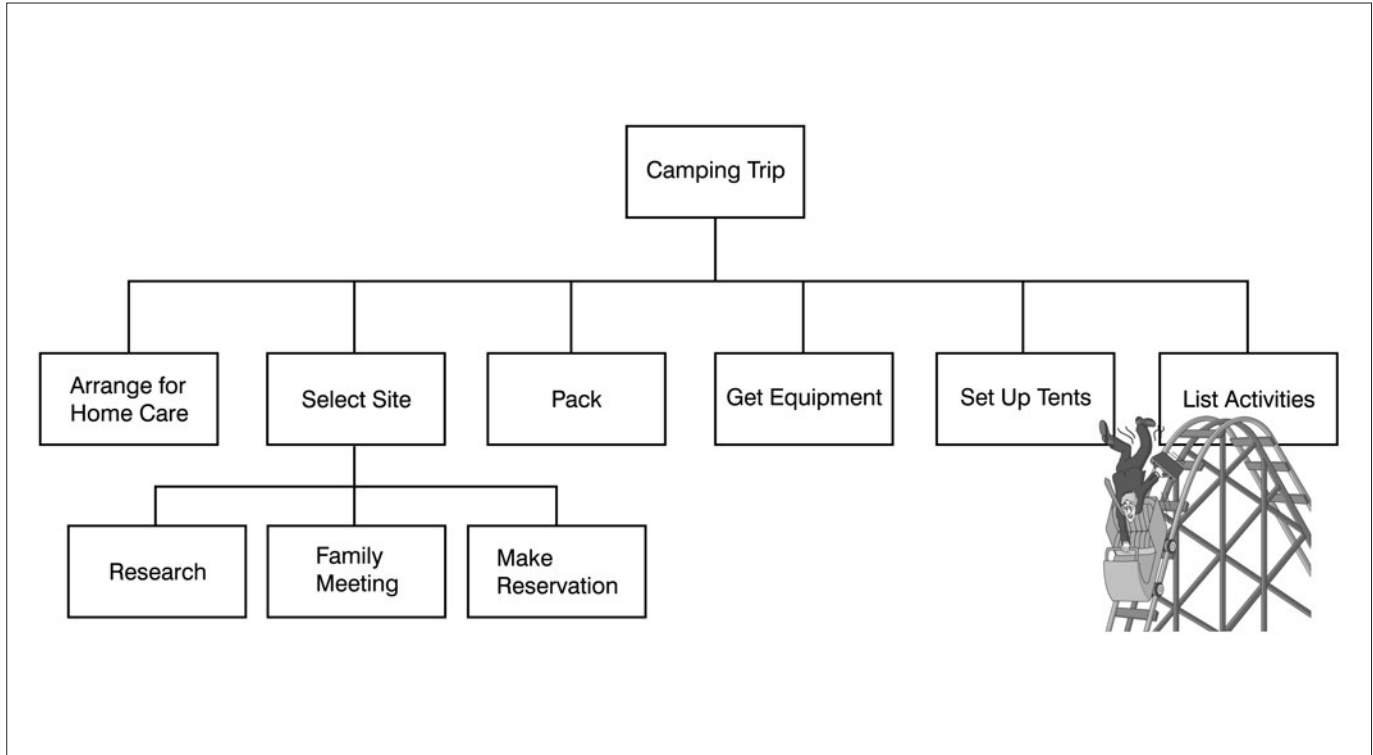 Camping Trip
Arrange for
Home Care
Select Site
Pack
Get Equipment
Set Up Tents
List Activities
Research
Family
Meeting
Make
Reservation